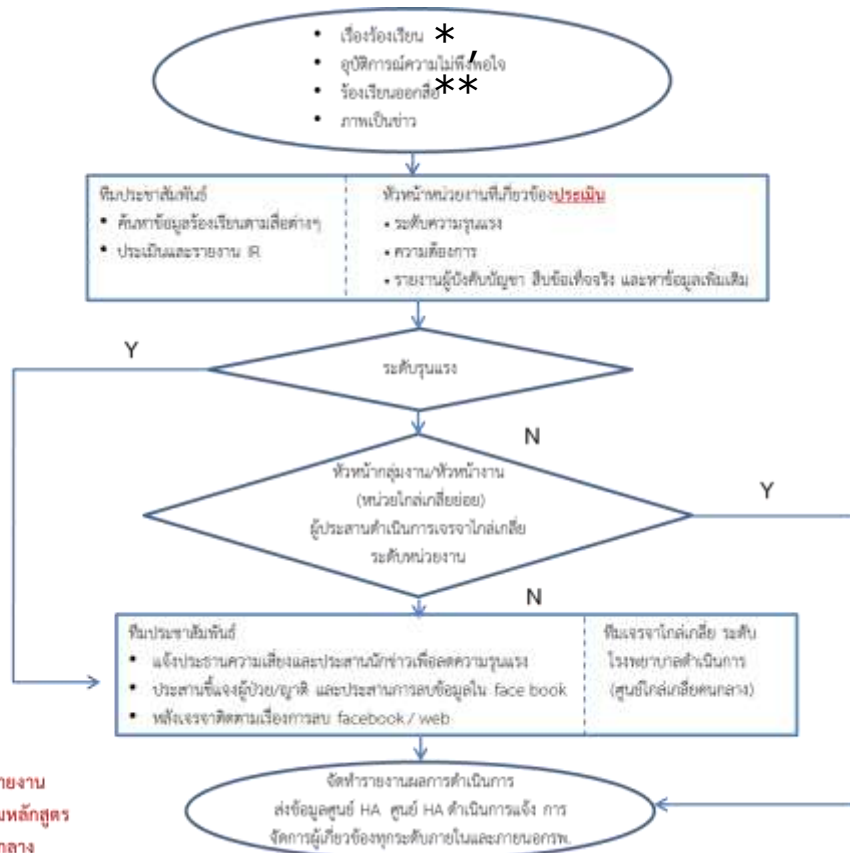 • เรื่องร้องเรียน *,
• อุบัติการณ์ความไม่พึงพอใจ
• ร้องเรียนออกสื่อ**
• ภาพเป็นข่าว
ทีมประชาสัมพันธ์
• ค้นหาข้อมูลร้องเรียนตามสื่อต่างๆ
• ประเมินและรายงาน IR
หัวหน้าหน่วยงานที่เกี่ยวข้องประเมิน
• ระดับความรุนแรง
• ความต้องการ
• รายงานผู้บังคับบัญชา สืบข้อเท็จจริง และหาข้อมูลเพิ่มเติม
Y
ระดับรุนแรง
N
หัวหน้ากลุ่มงาน/หัวหน้างาน
(หน่วยไกล่เกลี่ยย่อย)
ผู้ประสานดำเนินการเจรจาไกล่เกลี่ย
ระดับหน่วยงาน
Y
N
ทีมประชาสัมพันธ์
• แจ้งประธานความเสี่ยงและประสานนักข่าวเพื่อลดความรุนแรง
• ประสานชี้แจงผู้ป่วย/ญาติ และประสานการลบข้อมูลใน face book
• หลังเจรจาติดตามเรื่องการลบ facebook / web
ทีมเจรจาไกล่เกลี่ย ระดับ
โรงพยาบาลดำเนินการ
(ศูนย์ไกล่เกลี่ยคนกลาง)
จัดทำรายงานผลการดำเนินการ
ส่งข้อมูลศูนย์ HA ศูนย์ HA ดำเนินการแจ้ง การ
จัดการผู้เกี่ยวข้องทุกระดับภายในและภายนอกรพ.
ายงาน
มหลักสูตร
กลาง